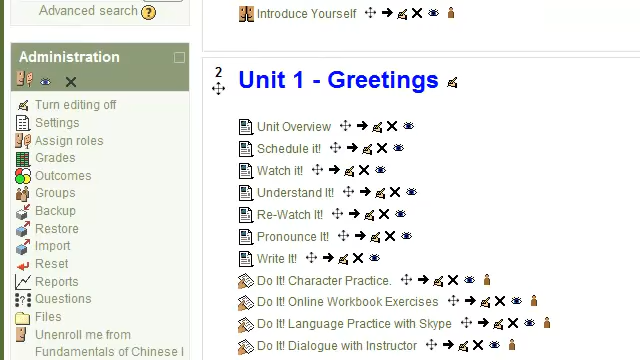 Advanced search
Introduce Yourself
Administration
Turn editing off
Settings
Assign roles
Grades
Outcomes
Groups
Backup
Restore
Import
Reset
Reports
Questions
Files
Unenroll me from
Fundamentals of Chinese I
2
Unit 1 - Greetings
Unit Overview
Schedule it!
Watch it!
Understand It!
Re-Watch It!
Pronounce It!
Write It!
Do It! Character Practice.
Do It! Online Workbook Exercises
Do It! Language Practice with Skype
Do It! Dialogue with Instructor